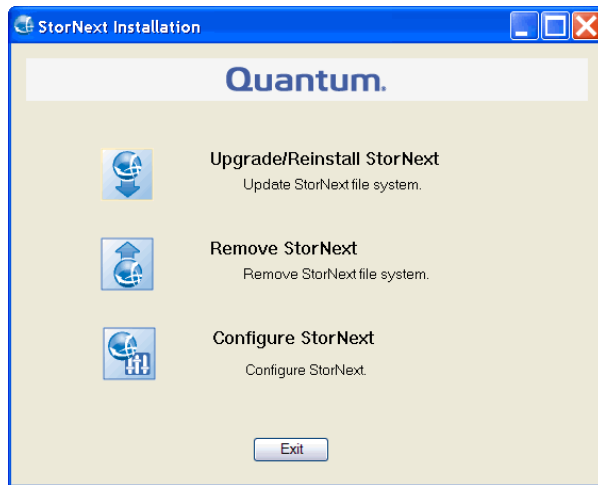 StorNext Installation
Quantum.
Upgrade/Reinstall StorNext
Update StorNext file system.
Remove StorNext
Remove StorNext file system.
Configure StorNext
Configure StorNext.
Exit